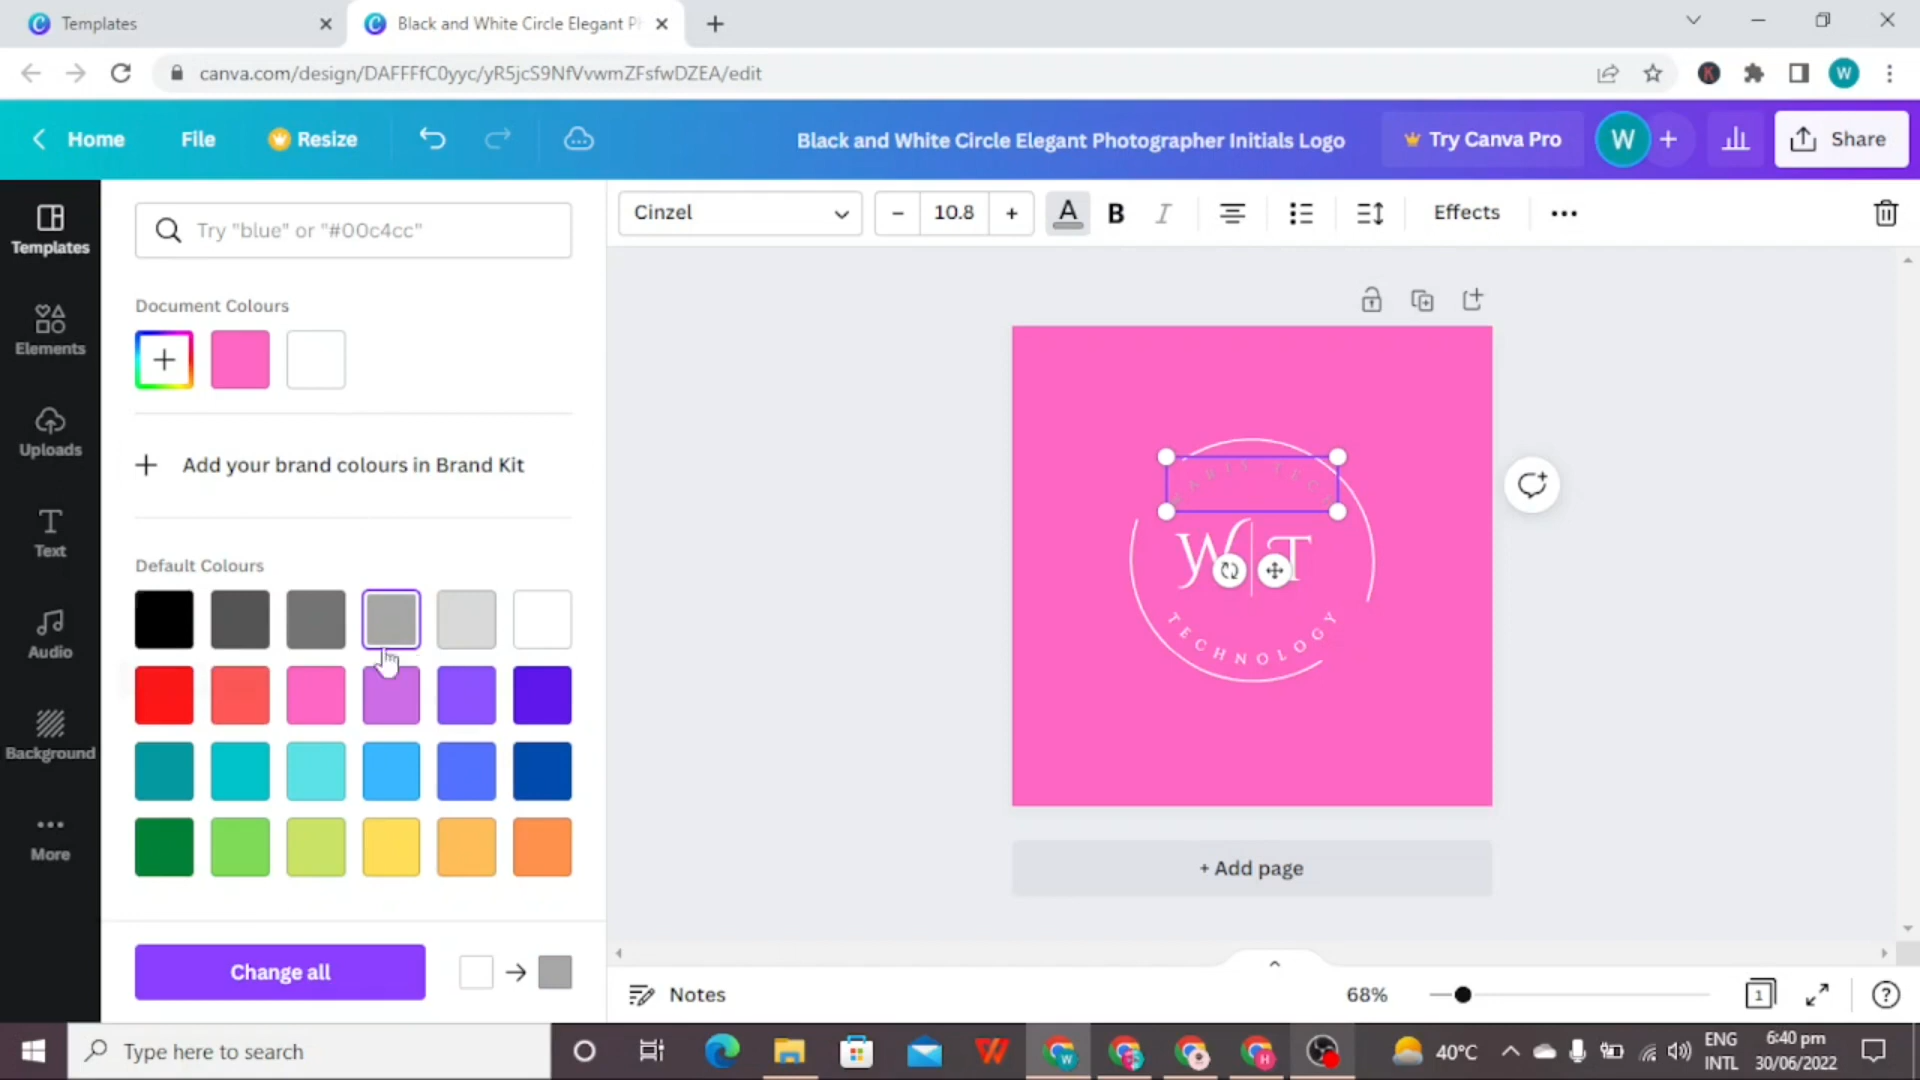 Templates
Black and White Circle Elegant Ph
canva.com/design/DAFFFfC0yyc/yR5jcS9NfVvwmZFsfwDZEA/edit
W
Home
File
Resize
Black and White Circle Elegant Photographer Initials Logo
Try Canva Pro
W
Share
Templates
Elements
Uploads
Text
Audio
Background
More
Try "blue" or "#00c4cc"
Document Colours
Add your brand colours in Brand Kit
Default Colours
Change all
Cinzel
10.8
A B I
Effects
W T
TECHNOLOGY
+ Add page
Notes
68%
1
Type here to search
40°C
ENG
INTL
6:40 pm
30/06/2022